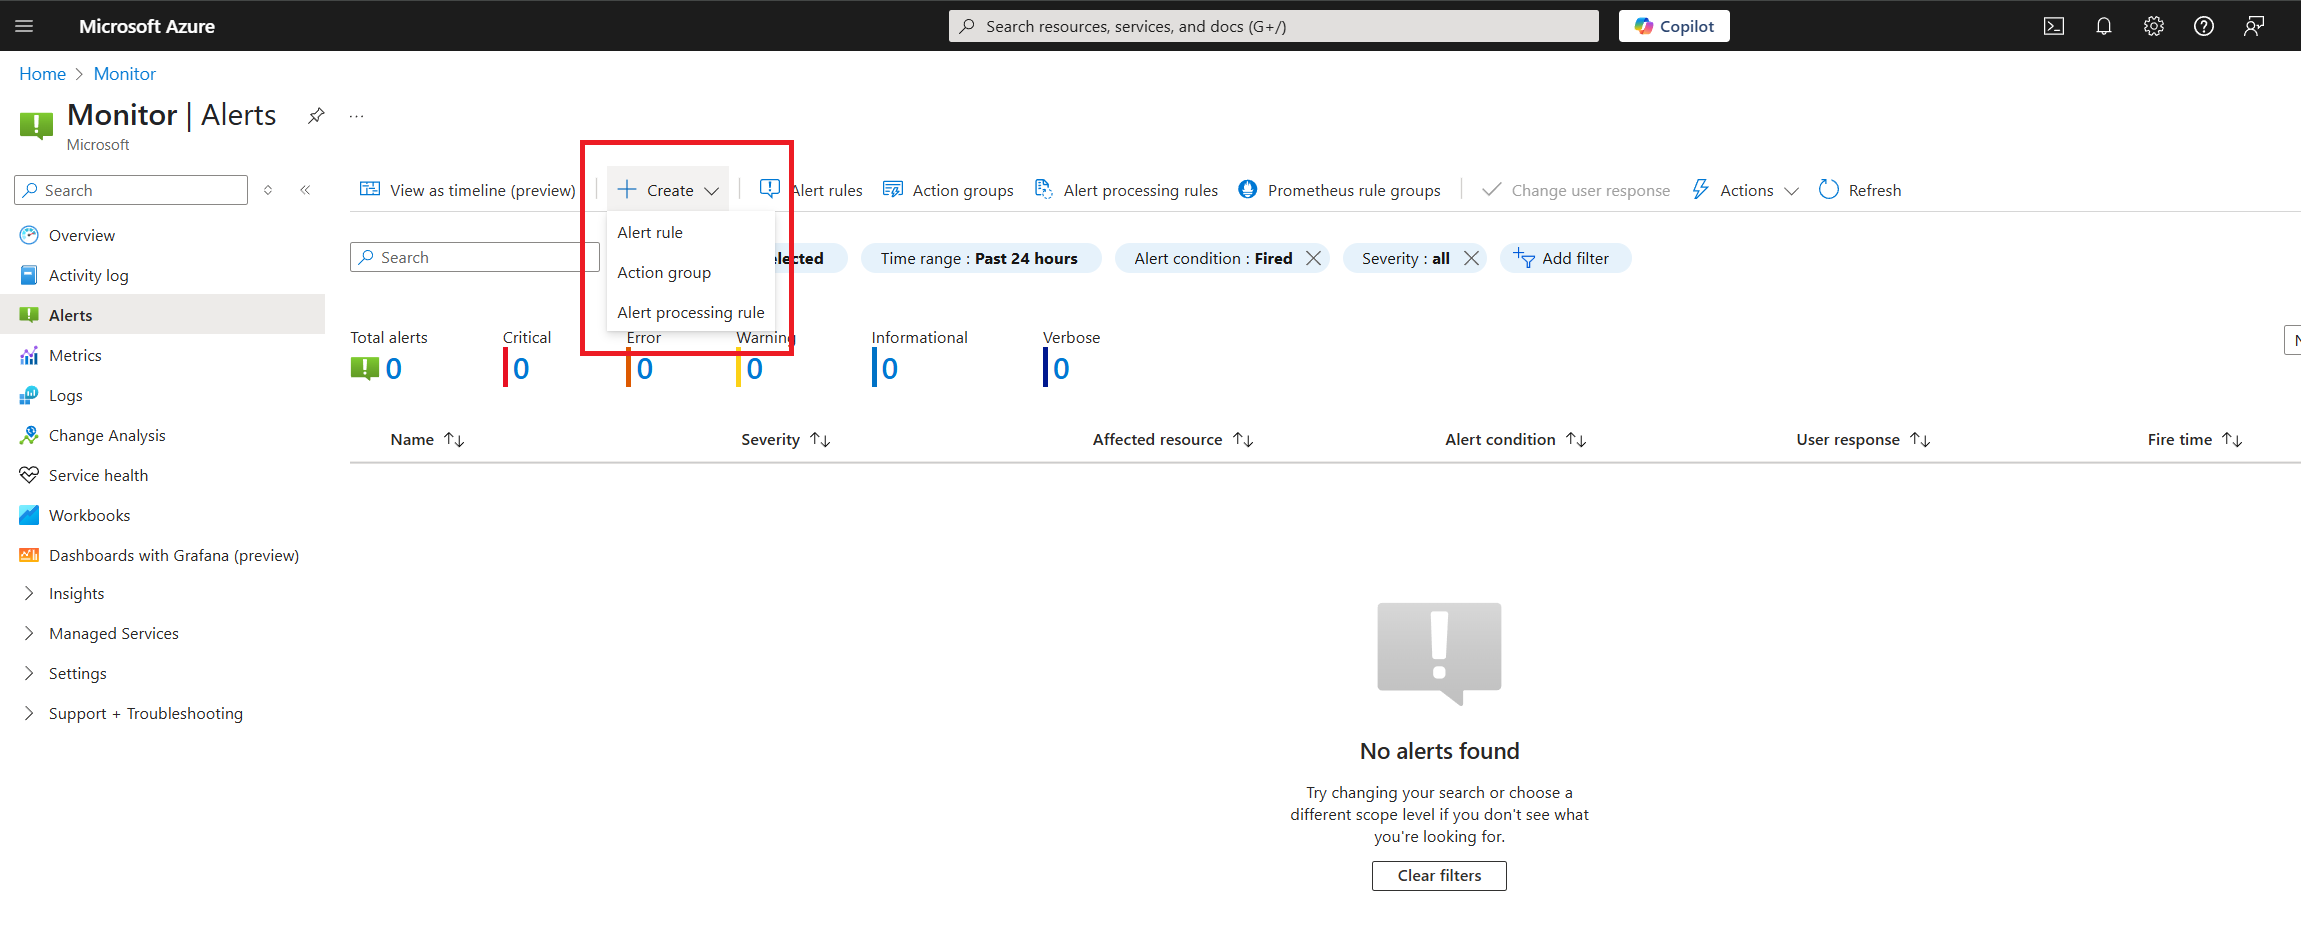 Microsoft Azure
Search resources, services, and docs (G+/)
Copilot
Home > Monitor
Monitor | Alerts
...
Microsoft
Search
View as timeline (preview)
Create
Alert rules
Action groups
Alert processing rules
Prometheus rule groups
Change user response
Actions
Refresh
Alert rule
Action group
Alert processing rule
Overview
Activity log
Alerts
Metrics
Logs
Change Analysis
Service health
Workbooks
Dashboards with Grafana (preview)
Insights
Managed Services
Settings
Support + Troubleshooting
Search
elected
Time range : Past 24 hours
Alert condition : Fired
Severity : all
Add filter
Total alerts
0
Critical
0
Error
0
Warning
0
Informational
0
Verbose
0
Name
Severity
Affected resource
Alert condition
User response
Fire time
No alerts found
Try changing your search or choose a
different scope level if you don't see what
you're looking for.
Clear filters